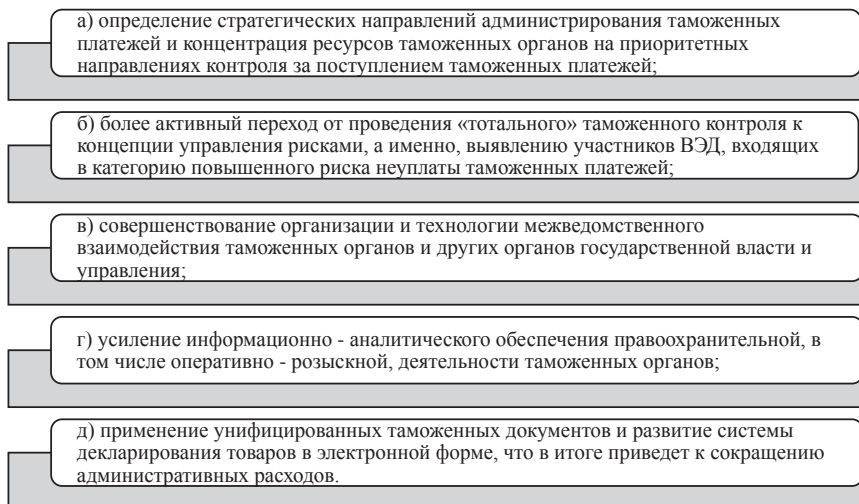 а) определение стратегических направлений администрирования таможенных
платежей и концентрация ресурсов таможенных органов на приоритетных
направлениях контроля за поступлением таможенных платежей;
б) более активный переход от проведения «тотального» таможенного контроля к
концепции управления рисками, а именно, выявлению участников ВЭД, входящих
в категорию повышенного риска неуплаты таможенных платежей;
в) совершенствование организации и технологии межведомственного
взаимодействия таможенных органов и других органов государственной власти и
управления;
г) усиление информационно - аналитического обеспечения правоохранительной, в
том числе оперативно - розыскной, деятельности таможенных органов;
д) применение унифицированных таможенных документов и развитие системы
декларирования товаров в электронной форме, что в итоге приведет к сокращению
административных расходов.